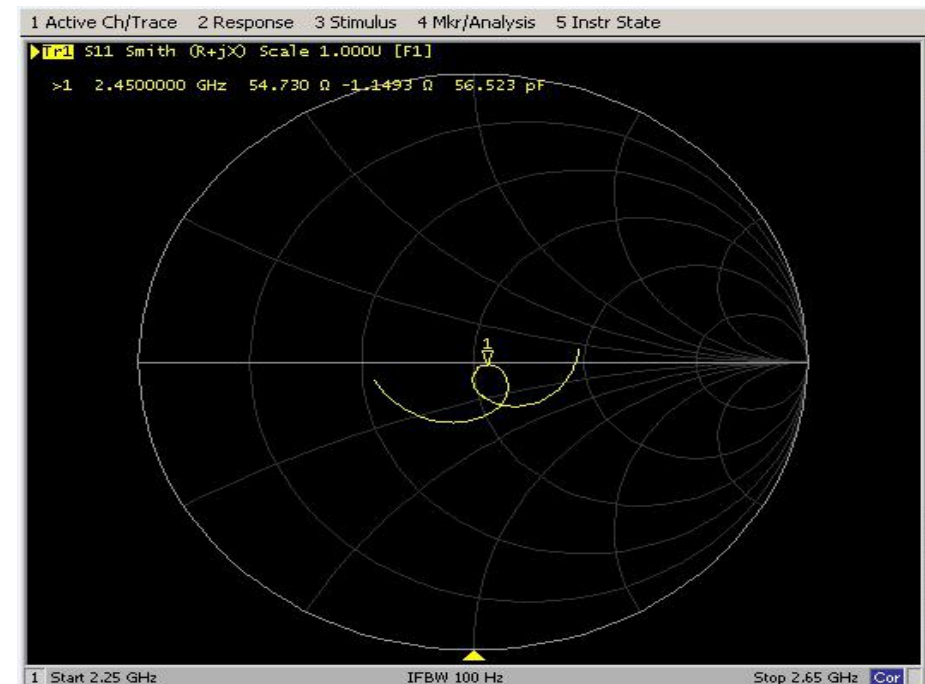 1 Active Ch/Trace 2 Response 3 Stimulus 4 Mkr/Analysis 5 Instr State
Tr1 S11 Smith (R+jX) Scale 1.000U [F1]
>1 2.4500000 GHz 54.730 Ω -1.1493 Ω 56.523 pF
1
1 Start 2.25 GHz IFBW 100 Hz Stop 2.65 GHz Cor